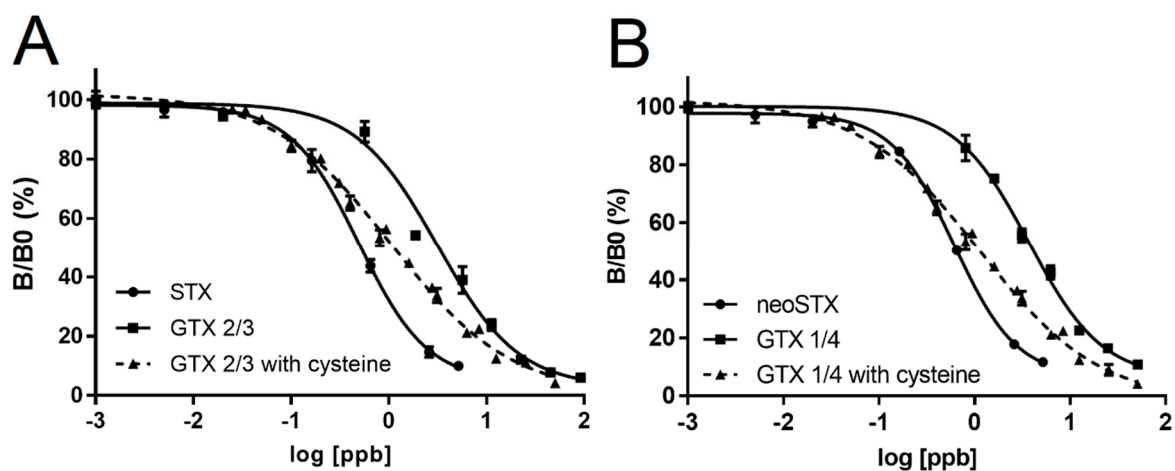 A
B/B0 (%)
100
80
60
40
20
0
-3
-2
-1
0
1
2
log [ppb]
STX
GTX 2/3
GTX 2/3 with cysteine
B
B/B0 (%)
100
80
60
40
20
0
-3
-2
-1
0
1
2
log [ppb]
neoSTX
GTX 1/4
GTX 1/4 with cysteine